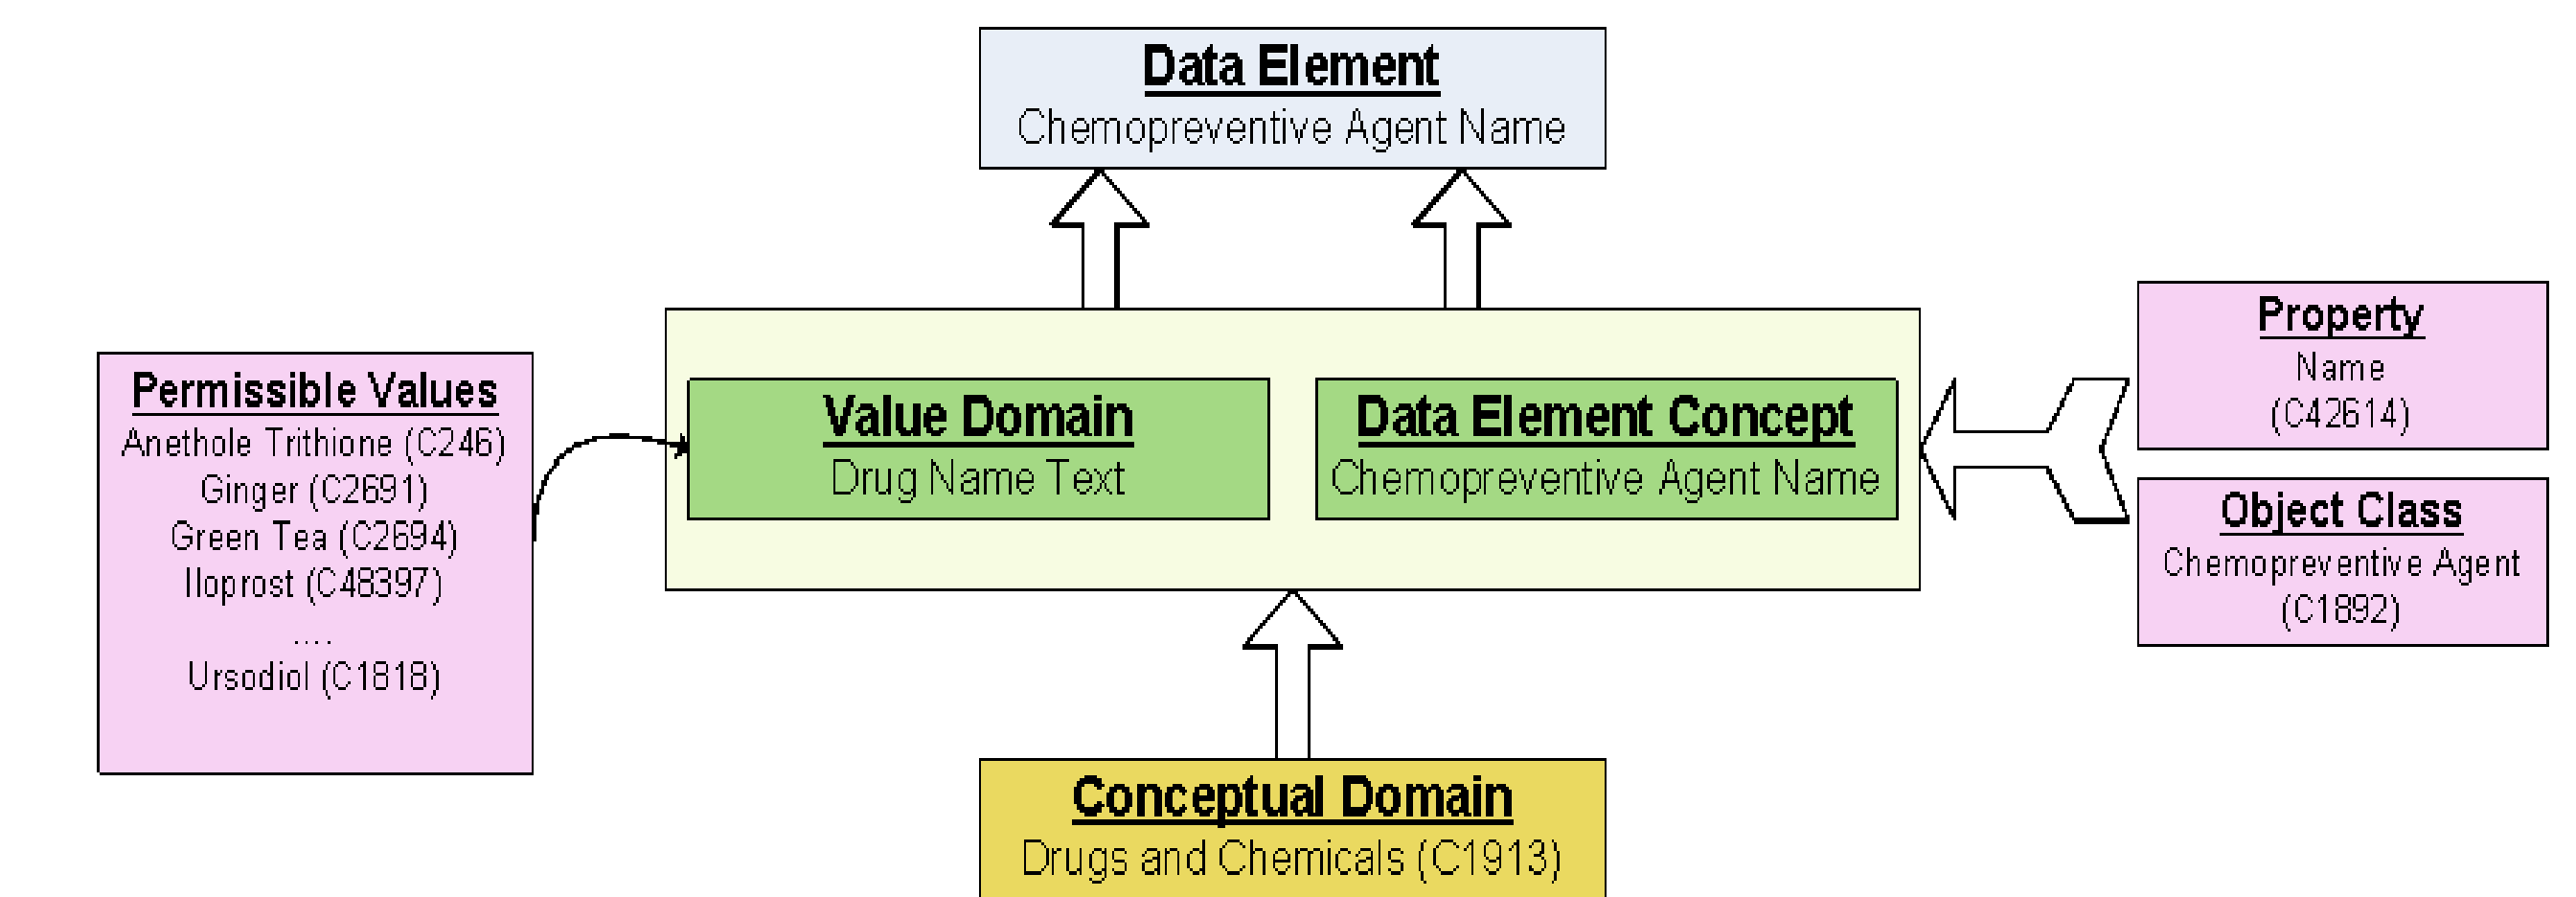 Data Element
Chemopreventive Agent Name
Permissible Values
Anethole Trithione (C246)
Ginger (C2691)
Green Tea (C2694)
Iloprost (C48397)
....
Ursodiol (C1818)
Value Domain
Drug Name Text
Data Element Concept
Chemopreventive Agent Name
Property
Name
(C42614)
Object Class
Chemopreventive Agent
(C1892)
Conceptual Domain
Drugs and Chemicals (C1913)